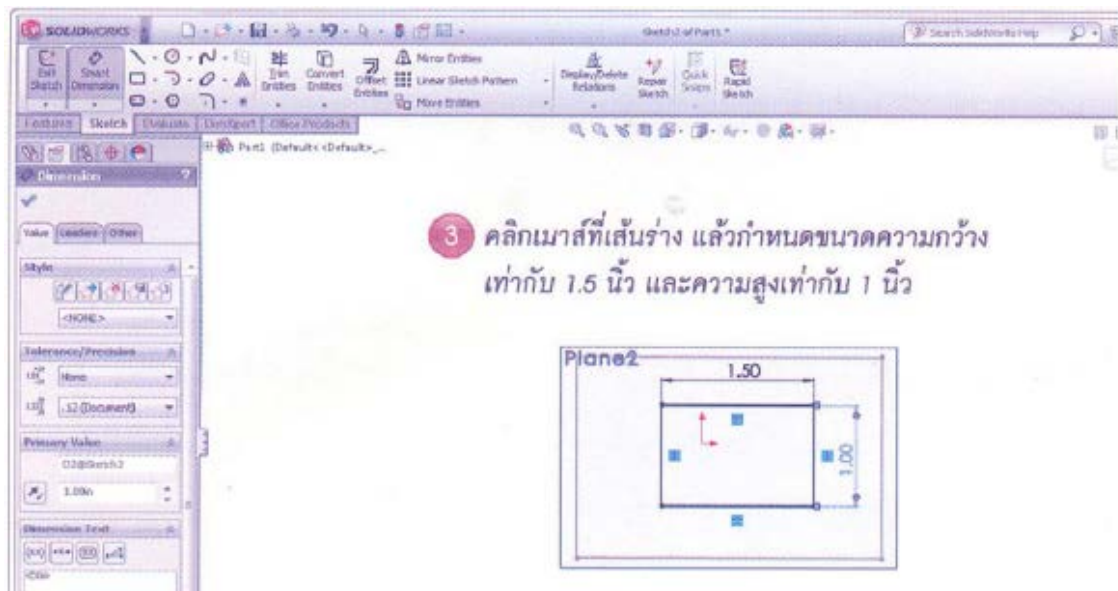 SOLIDWORKS
Sketch2 of Part1 *
Search SolidWorks Help
Exit Sketch
Smart Dimension
Trim Entities
Convert Entities
Offset Entities
Mirror Entities
Linear Sketch Pattern
Move Entities
Display/Delete Relations
Repair Sketch
Quick Snaps
Rapid Sketch
Features Sketch Evaluate DimXpert Office Products
Part1 (Default<<Default>_...
Dimension ?
Value Leaders Other
3 คลิกเมาส์ที่เส้นร่าง แล้วกำหนดขนาดความกว้าง
เท่ากับ 1.5 นิ้ว และความสูงเท่ากับ 1 นิ้ว
Style
<NONE>
Tolerance/Precision
None
.12 (Document)
Primary Value
D2@Sketch2
1.00in
Dimension Text
<DIM>
Plane2
1.50
1.00